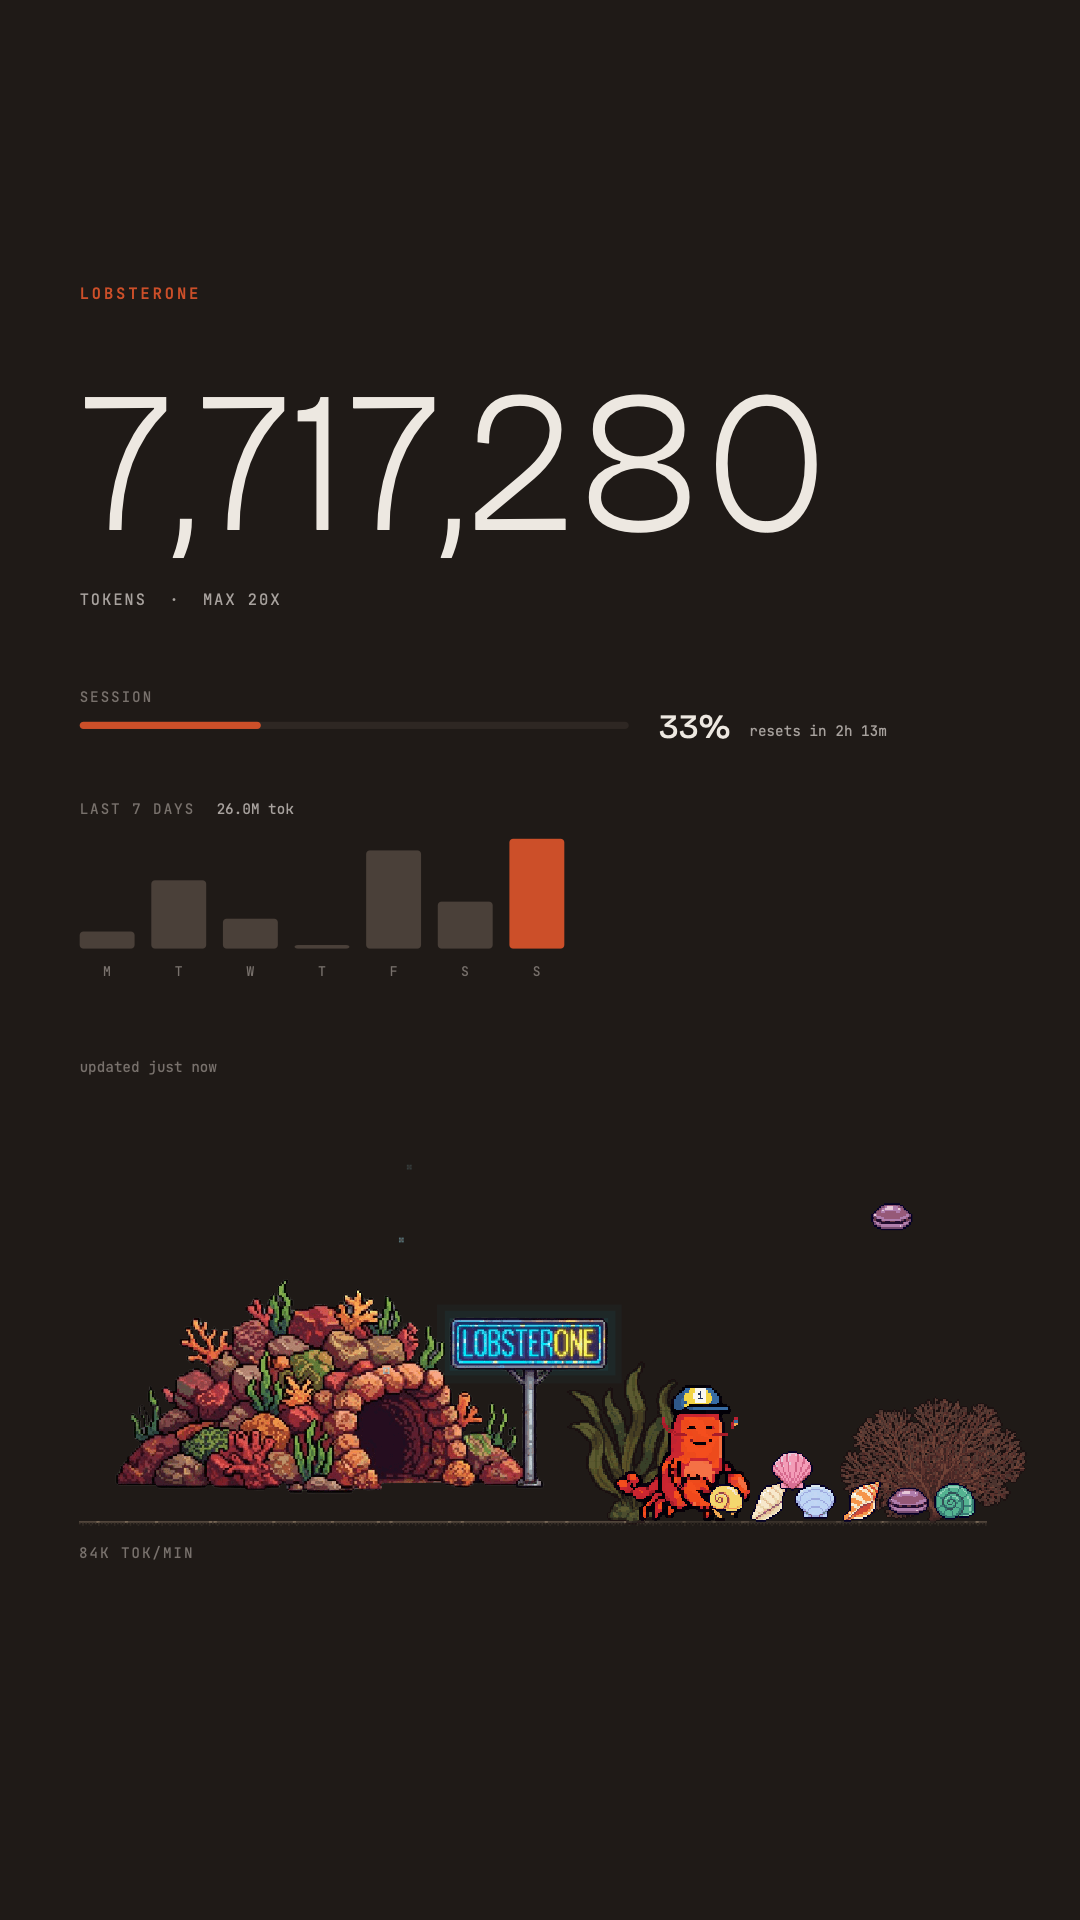 LOBSTERONE
7,717,280
TOKENS · MAX 20X
SESSION
33% resets in 2h 13m
LAST 7 DAYS 26.0M tok
M T W T F S S
updated just now
LOBSTERONE
1
84K TOK/MIN